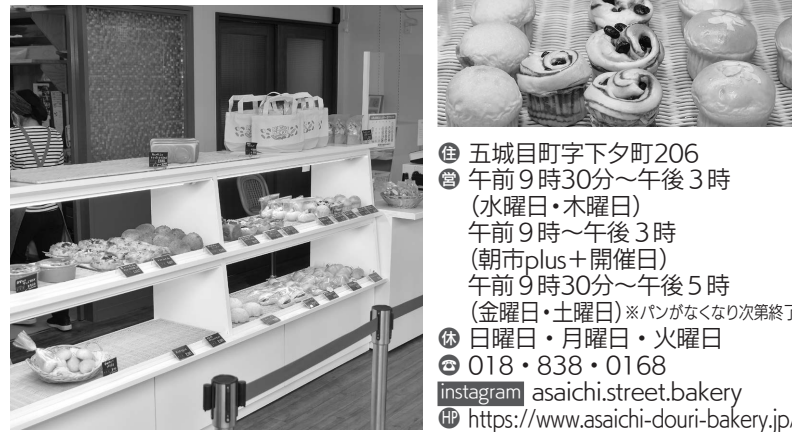 住 五城目町字下夕町206
営 午前9時30分～午後3時
（水曜日・木曜日）
午前9時～午後3時
（朝市plus＋開催日）
午前9時30分～午後5時
（金曜日・土曜日）※パンがなくなり次第終了
休 日曜日・月曜日・火曜日
☎ 018・838・0168
instagram asaichi.street.bakery
HP https://www.asaichi-douri-bakery.jp/